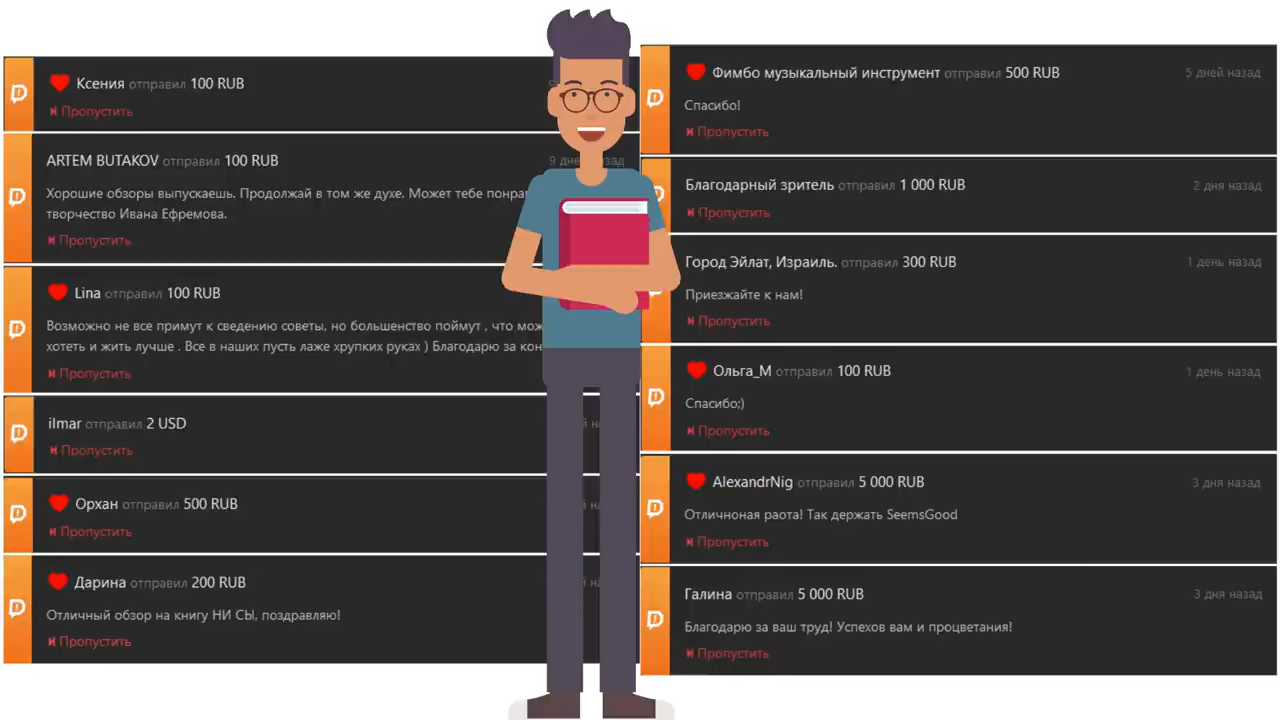 Ксения отправил 100 RUB
Пропустить
ARTEM BUTAKOV отправил 100 RUB
9 дне
зад
Хорошие обзоры выпускаешь. Продолжай в том же духе. Может тебе
творчество Ивана Ефремова.
Пропустить
Lina отправил 100 RUB
Возможно не все примут к сведению советы, но большенство поймут , что
хотеть и жить лучше . Все в наших пусть лаже хрупких руках ) Благодарю за
Пропустить
ilmar отправил 2 USD
Пропустить
Орхан отправил 500 RUB
Пропустить
Дарина отправил 200 RUB
Отличный обзор на книгу НИ СЫ, поздравляю!
Пропустить
Фимбо музыкальный инструмент отправил 500 RUB
5 дней назад
Спасибо!
Пропустить
Благодарный зритель отправил 1 000 RUB
2 дня назад
Пропустить
Город Эйлат, Израиль. отправил 300 RUB
1 день назад
Приезжайте к нам!
Пропустить
Ольга_М отправил 100 RUB
1 день назад
Спасибо;)
Пропустить
AlexandrNig отправил 5 000 RUB
3 дня назад
Отличноная раота! Так держать SeemsGood
Пропустить
Галина отправил 5 000 RUB
3 дня назад
Благодарю за ваш труд! Успехов вам и процветания!
Пропустить